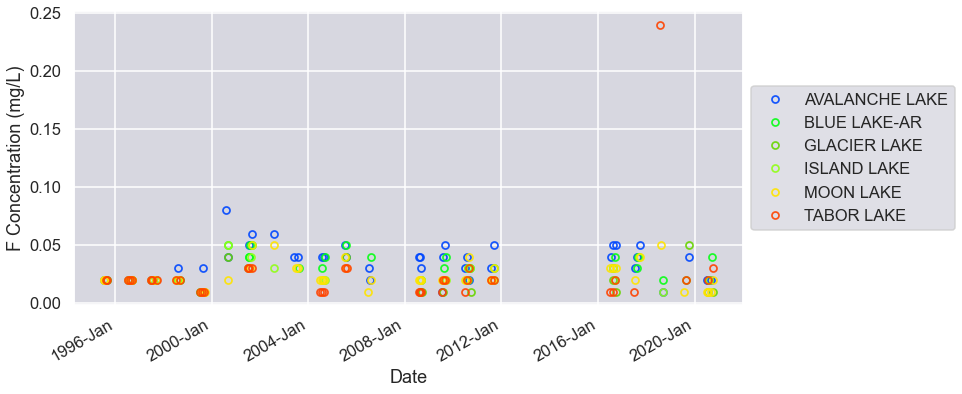 0.25
0.20
0.15
0.10
0.05
0.00
F Concentration (mg/L)
1996-Jan
2000-Jan
2004-Jan
2008-Jan
2012-Jan
2016-Jan
2020-Jan
Date
AVALANCHE LAKE
BLUE LAKE-AR
GLACIER LAKE
ISLAND LAKE
MOON LAKE
TABOR LAKE